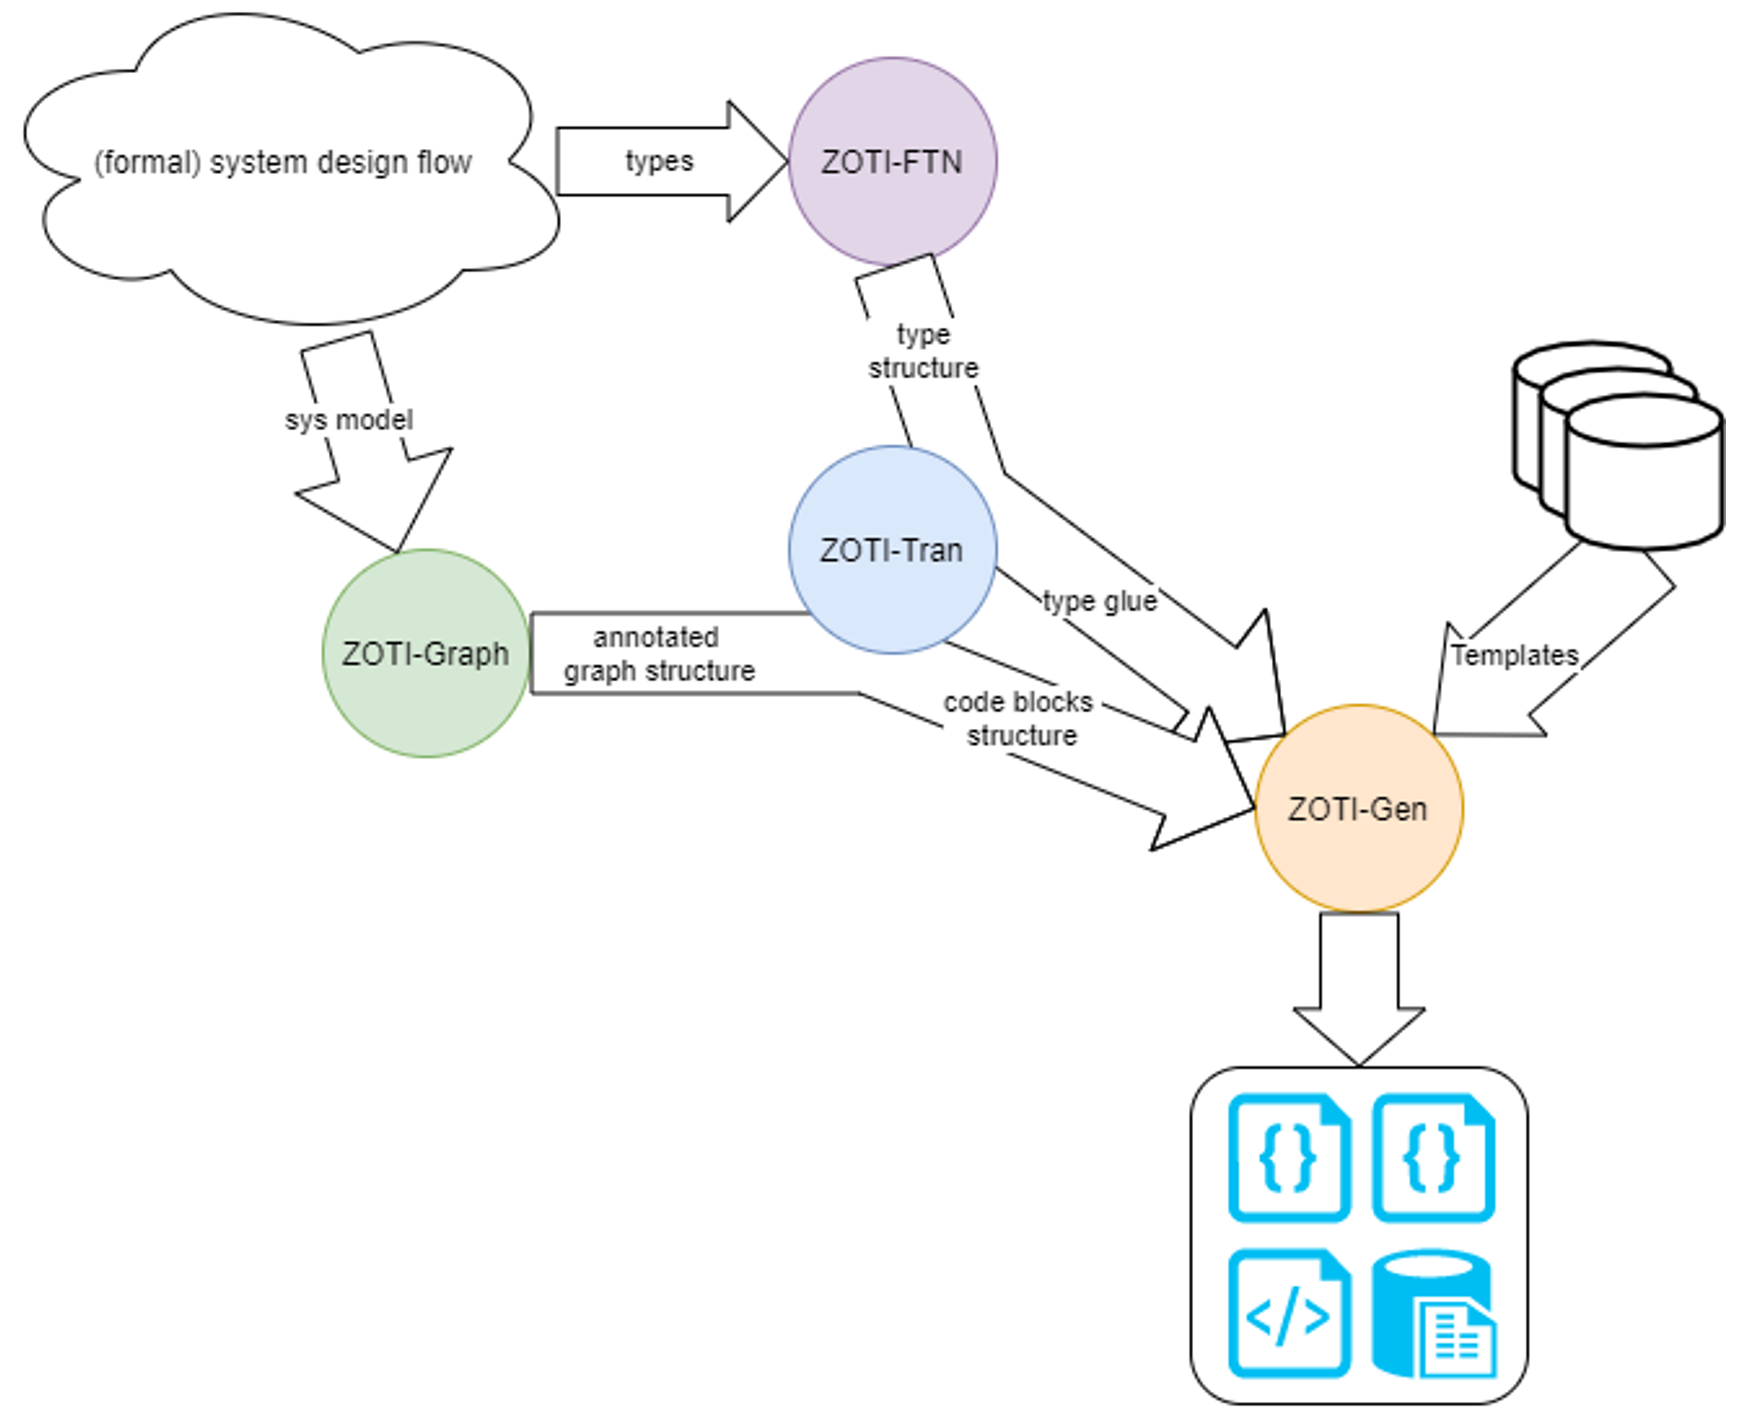 (formal) system design flow
types
ZOTI-FTN
type
structure
sys model
ZOTI-Tran
type glue
ZOTI-Graph
annotated
graph structure
Templates
code blocks
structure
ZOTI-Gen
{}
{}
</>